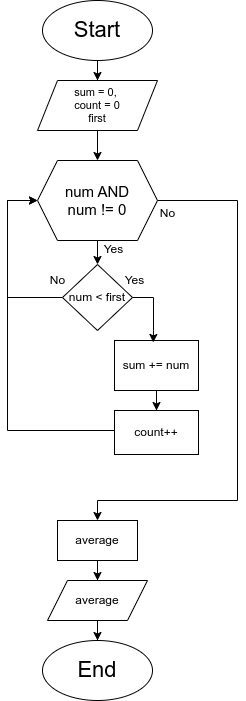 Start
sum = 0,
count = 0
first
num AND
num != 0
No
Yes
No
Yes
num < first
sum += num
count++
average
average
End